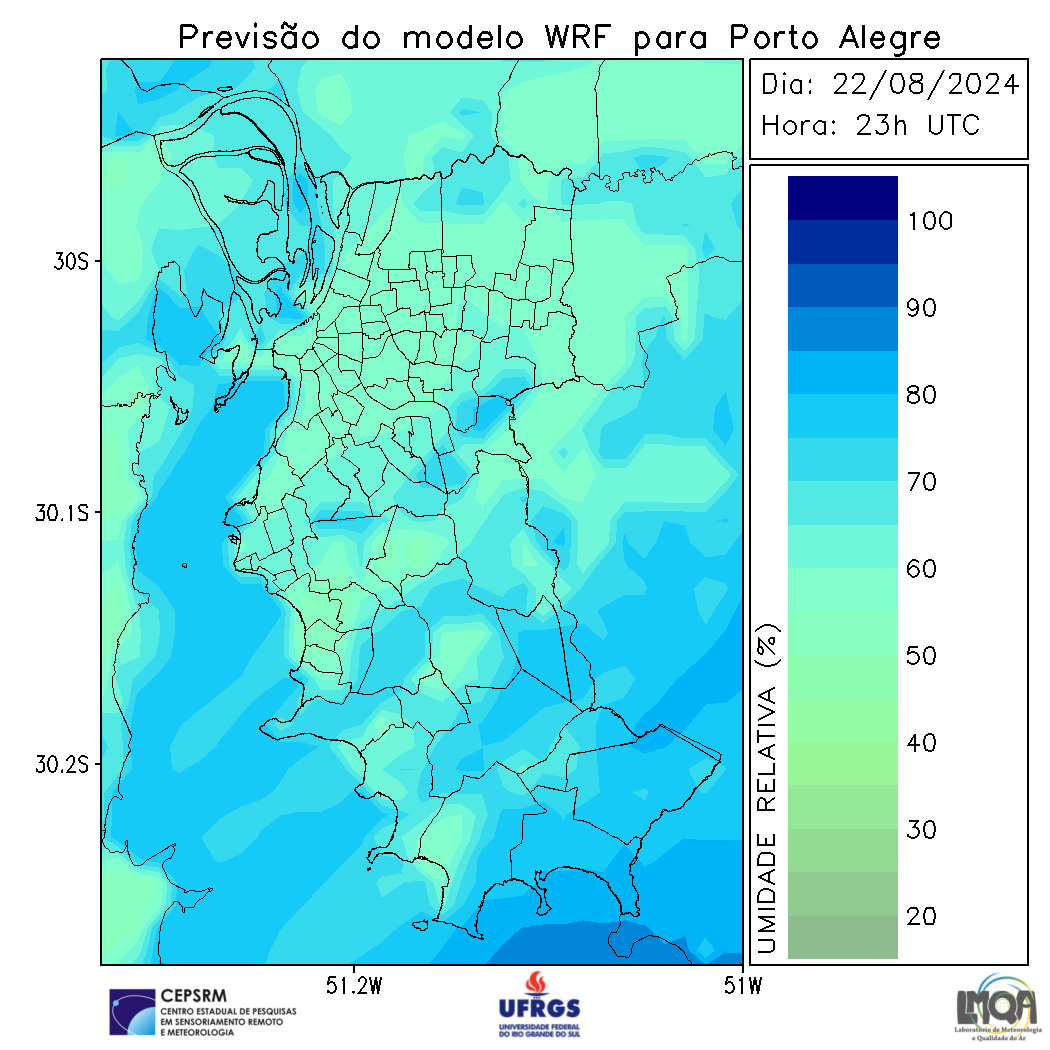 Previsão do modelo WRF para Porto Alegre
Dia: 22/08/2024
Hora: 23h UTC
30S
30.1S
30.2S
51.2W
51W
UMIDADE RELATIVA (%)
100
90
80
70
60
50
40
30
20
CEPSRM
CENTRO ESTADUAL DE PESQUISAS
EM SENSORIAMENTO REMOTO
E METEOROLOGIA
UFRGS
UNIVERSIDADE FEDERAL
DO RIO GRANDE DO SUL
LMQA
Laboratório de Meteorologia
e Qualidade do Ar